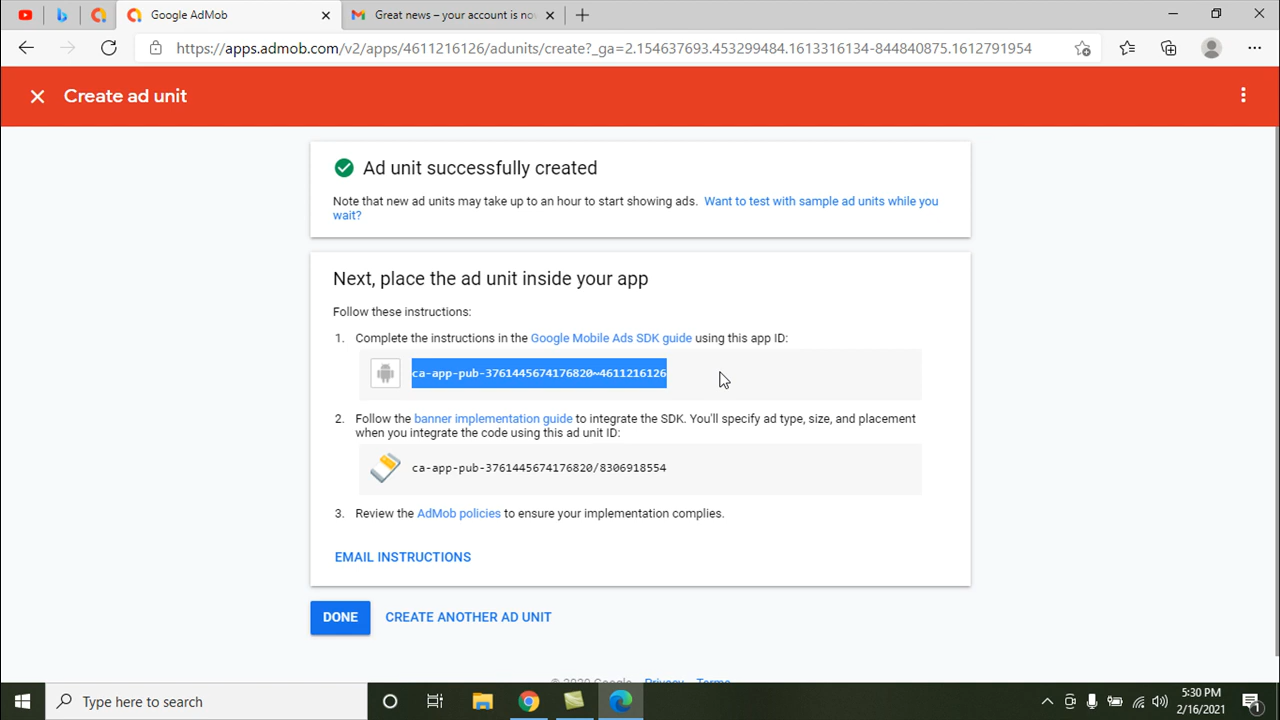 Google AdMob
Great news – your account is no
https://apps.admob.com/v2/apps/4611216126/adunits/create?_ga=2.154637693.453299484.1613316134-844840875.1612791954
Create ad unit
Ad unit successfully created
Note that new ad units may take up to an hour to start showing ads. Want to test with sample ad units while you
wait?
Next, place the ad unit inside your app
Follow these instructions:
1. Complete the instructions in the Google Mobile Ads SDK guide using this app ID:
ca-app-pub-3761445674176820~4611216126
2. Follow the banner implementation guide to integrate the SDK. You'll specify ad type, size, and placement
when you integrate the code using this ad unit ID:
ca-app-pub-3761445674176820/8306918554
3. Review the AdMob policies to ensure your implementation complies.
EMAIL INSTRUCTIONS
DONE CREATE ANOTHER AD UNIT
Type here to search
5:30 PM
2/16/2021
1